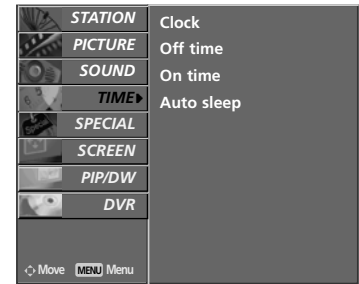 STATION
PICTURE
SOUND
TIME
SPECIAL
SCREEN
PIP/DW
DVR
Move MENU Menu
Clock
Off time
On time
Auto sleep